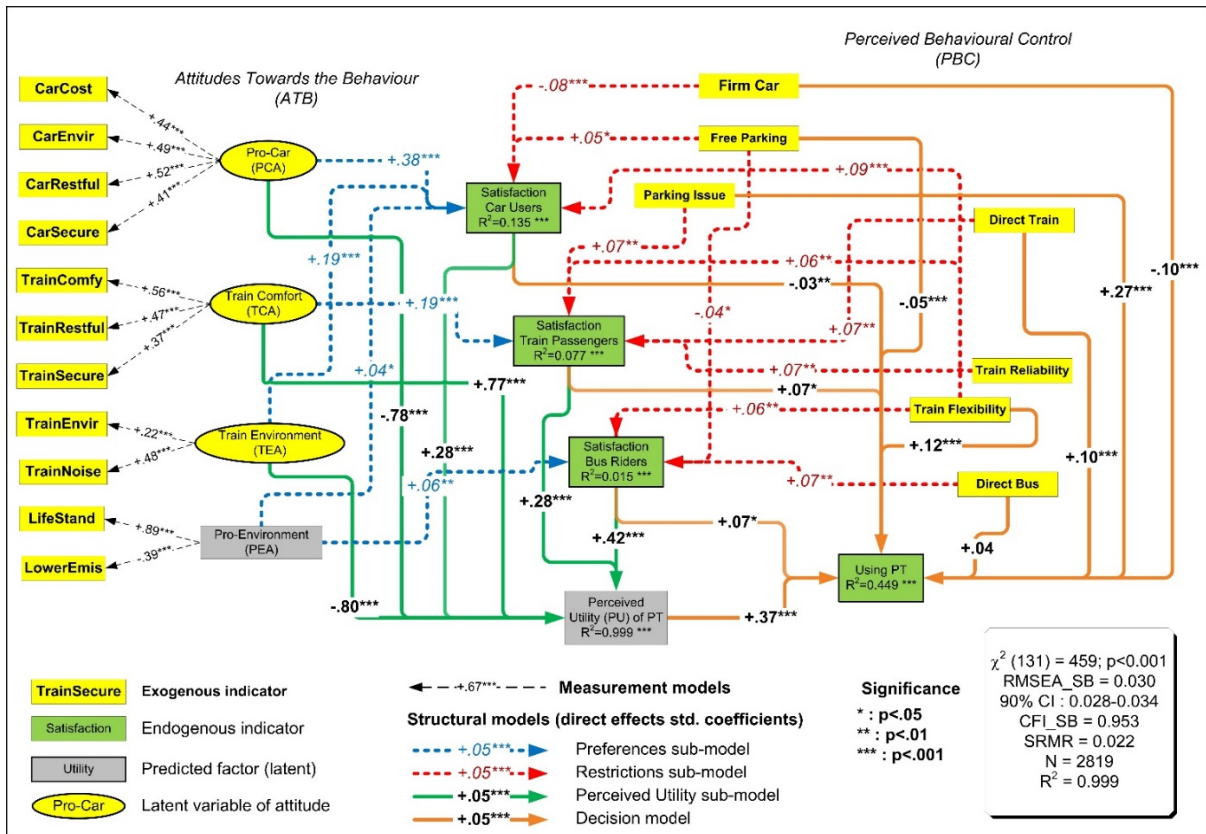 Attitudes Towards the Behaviour
(ATB)
Perceived Behavioural Control
(PBC)
CarCost
CarEnvir
CarRestful
CarSecure
TrainComfy
TrainRestful
TrainSecure
TrainEnvir
TrainNoise
LifeStand
LowerEmis
+.44***
+.49***
+.52***
+.41***
+.56***
+.47***
+.37***
+.22***
+.48***
+.89***
.39***
Pro-Car
(PCA)
Train Comfort
(TCA)
Train Environment
(TEA)
Pro-Environment
(PEA)
+.38***
+.19***
+.19***
+.04*
+.06**
-.78***
+.77***
+.28***
+.28***
+.42***
-.80***
Satisfaction
Car Users
R²=0.135 ***
Satisfaction
Train Passengers
R²=0.077 ***
Satisfaction
Bus Riders
R²=0.015 ***
Perceived
Utility (PU) of PT
R²=0.999 ***
Using PT
R²=0.449 ***
Firm Car
Free Parking
Parking Issue
Direct Train
Train Reliability
Train Flexibility
Direct Bus
-.08***
+.05*
+.09***
+.07**
+.06**
-.04*
+.07**
+.07**
+.06**
+.07**
-.03**
-.05***
+.27***
-.10***
+.07*
+.12***
+.10***
+.07*
+.04
+.37***
TrainSecure Exogenous indicator
Satisfaction Endogenous indicator
Utility Predicted factor (latent)
Pro-Car Latent variable of attitude
+.67*** Measurement models
Structural models (direct effects std. coefficients)
+.05*** Preferences sub-model
+.05*** Restrictions sub-model
+.05*** Perceived Utility sub-model
+.05*** Decision model
Significance
* : p<.05
** : p<.01
*** : p<.001
χ² (131) = 459; p<0.001
RMSEA_SB = 0.030
90% CI : 0.028-0.034
CFI_SB = 0.953
SRMR = 0.022
N = 2819
R² = 0.999